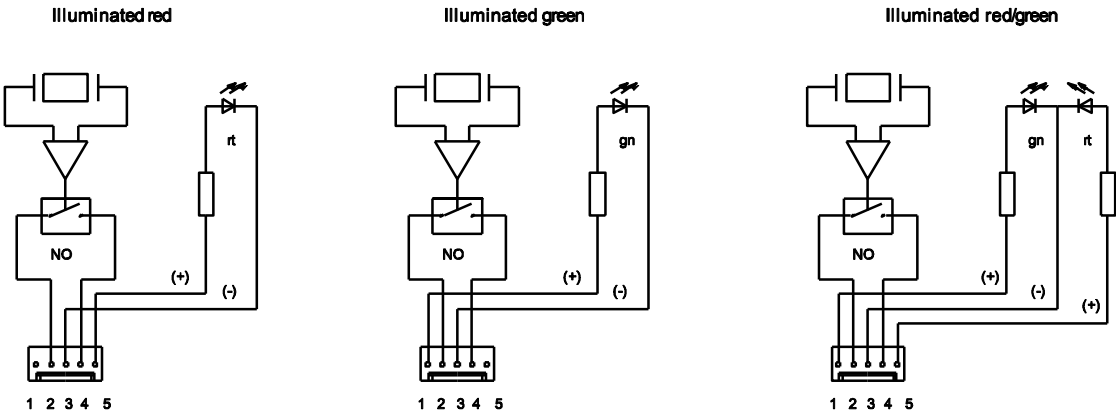 Illuminated red
Illuminated green
Illuminated red/green
rt
gn
gn
rt
NO
NO
NO
(+)
(-)
(+)
(-)
(+)
(-)
(+)
1 2 3 4 5
1 2 3 4 5
1 2 3 4 5